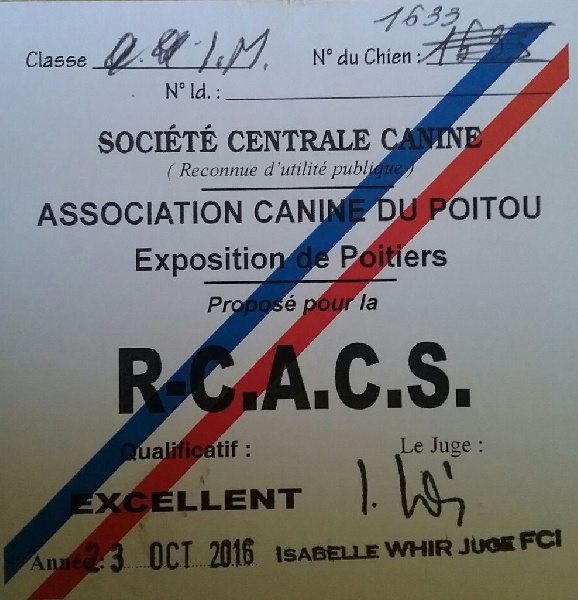 1633
Classe I.M. N° du Chien :
N° Id. :
SOCIÉTÉ CENTRALE CANINE
( Reconnue d'utilité publique )
ASSOCIATION CANINE DU POITOU
Exposition de Poitiers
Proposé pour la
R-C.A.C.S.
Qualificatif : Le Juge :
EXCELLENT
Année : 23 OCT 2016 ISABELLE WHIR JUGE FCI